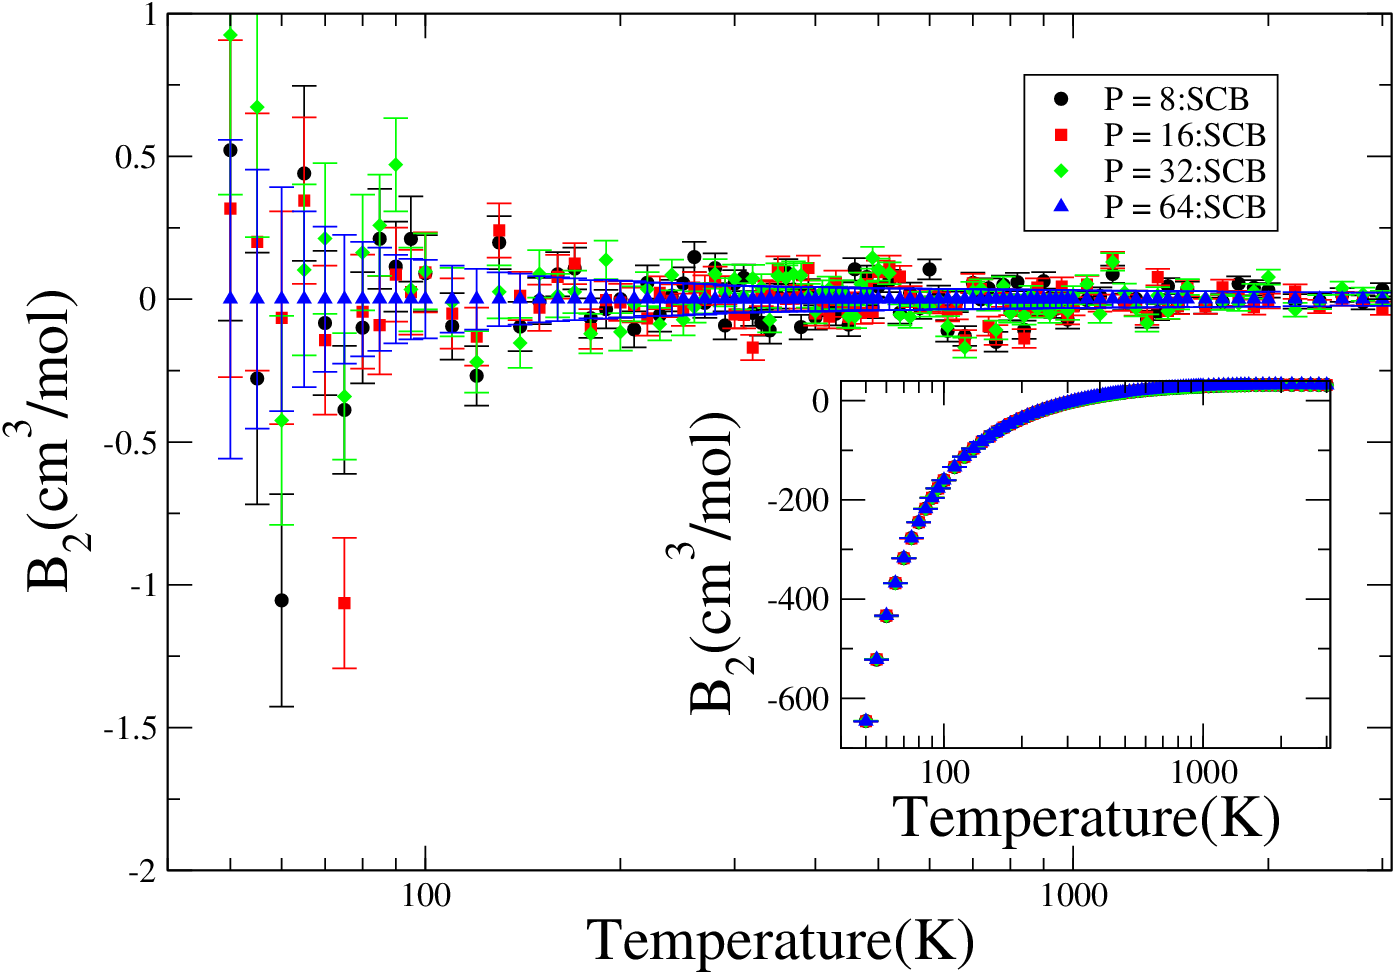 1
0.5
0
-0.5
-1
-1.5
-2
B₂(cm³/mol)
100
1000
Temperature(K)
P = 8:SCB
P = 16:SCB
P = 32:SCB
P = 64:SCB
0
-200
-400
-600
B₂(cm³/mol)
100
1000
Temperature(K)